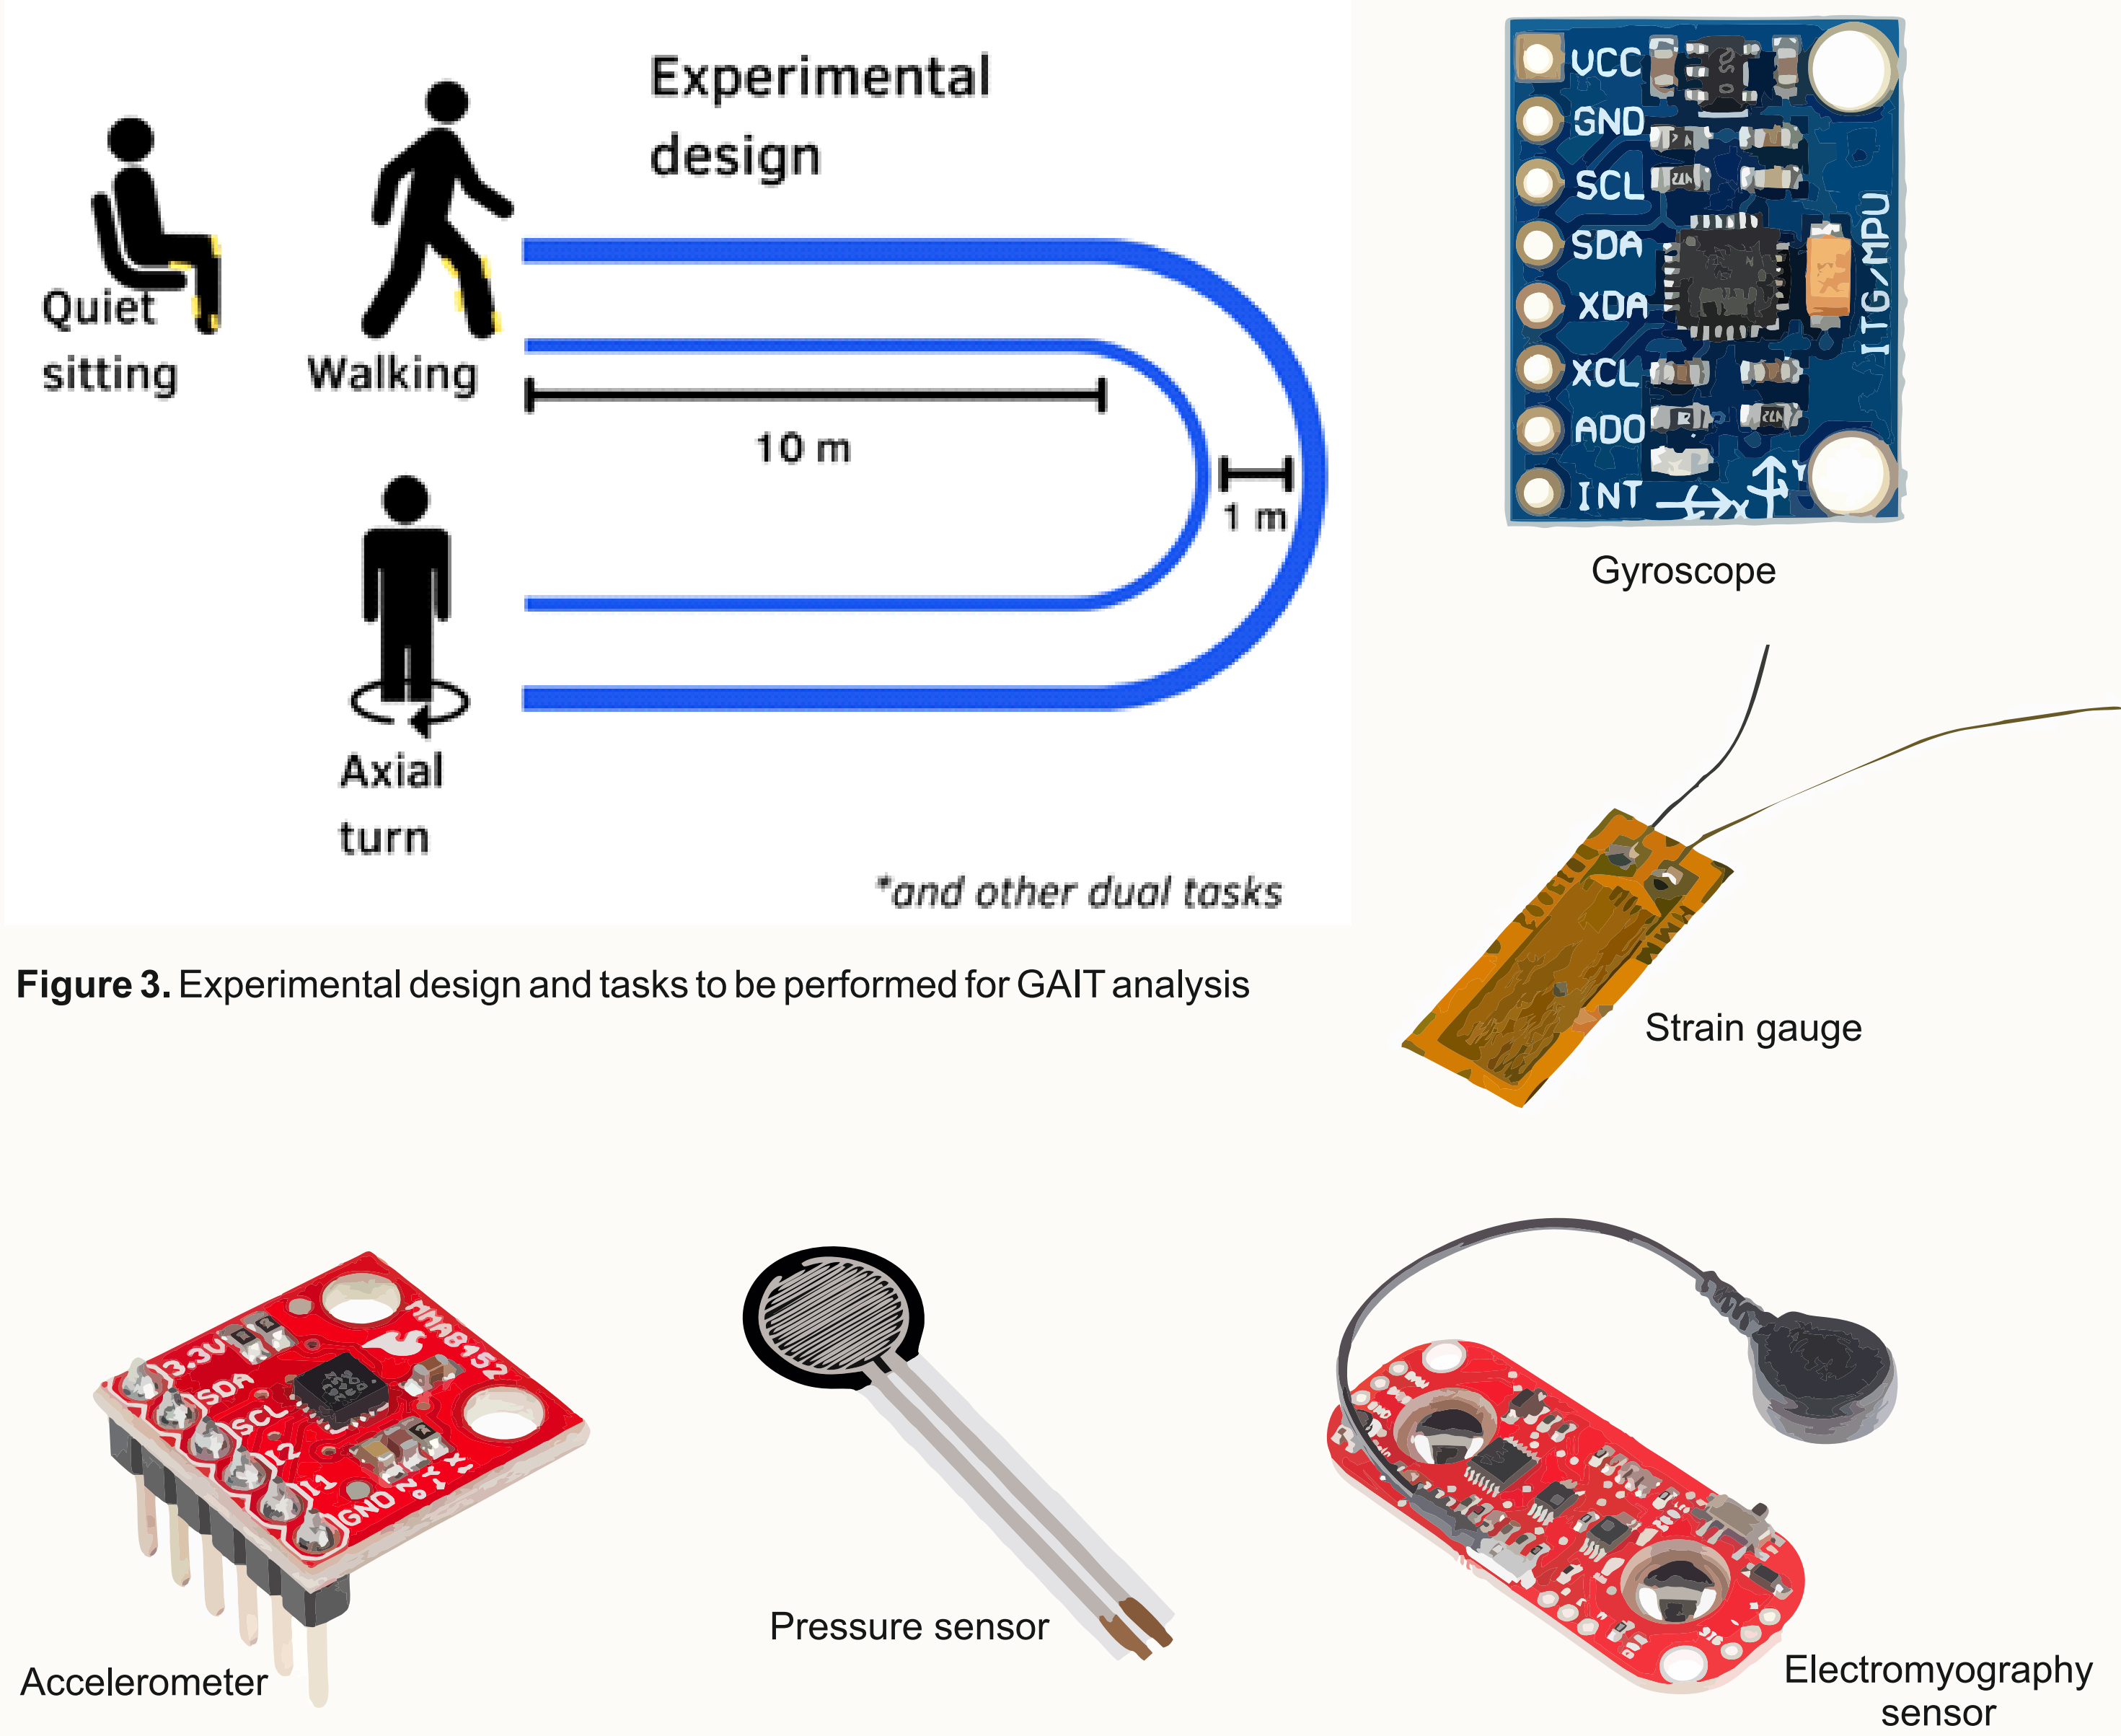 Experimental
design
Quiet
sitting
Walking
10 m
1 m
Axial
turn
*and other dual tasks
Figure 3. Experimental design and tasks to be performed for GAIT analysis
VCC
GND
SCL
SDA
XDA
XCL
ADO
INT
X
Y
ITG/MPU
Gyroscope
Strain gauge
MMA8452
3.3V
SDA
SCL
I2
I1
GND
Z
Y
X
Accelerometer
Pressure sensor
Electromyography
sensor